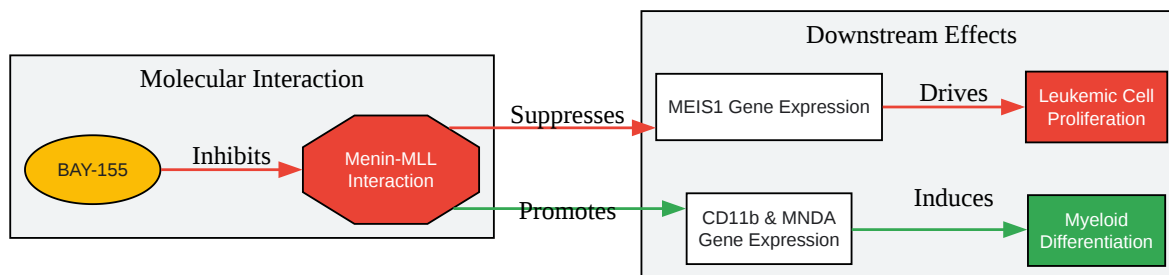 Downstream Effects
Molecular Interaction
Suppresses
MEIS1 Gene Expression
Drives
Leukemic Cell
Proliferation
BAY-155
Inhibits
Menin-MLL
Interaction
Promotes
CD11b & MNDA
Gene Expression
Induces
Myeloid
Differentiation